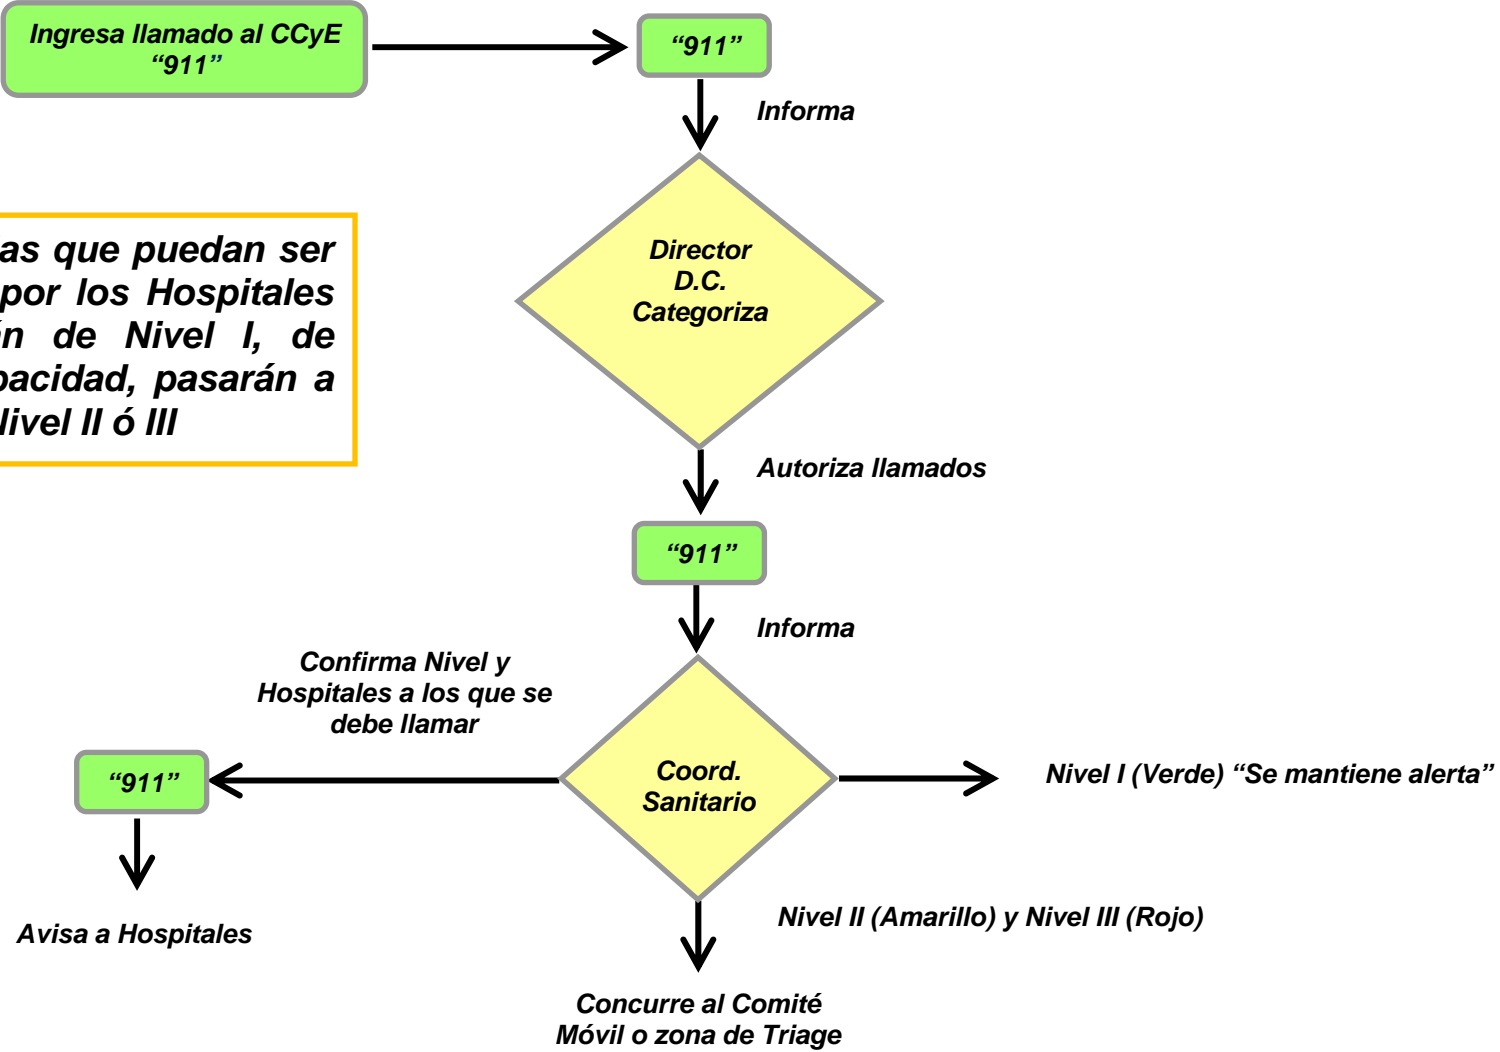 Ingresa llamado al CCyE
“911”
“911”
Informa
Director
D.C.
Categoriza
as que puedan ser
por los Hospitales
n de Nivel I, de
pacidad, pasarán a
Nivel II ó III
Autoriza llamados
“911”
Informa
Confirma Nivel y
Hospitales a los que se
debe llamar
“911”
Coord.
Sanitario
Nivel I (Verde) “Se mantiene alerta”
Avisa a Hospitales
Nivel II (Amarillo) y Nivel III (Rojo)
Concurre al Comité
Móvil o zona de Triage